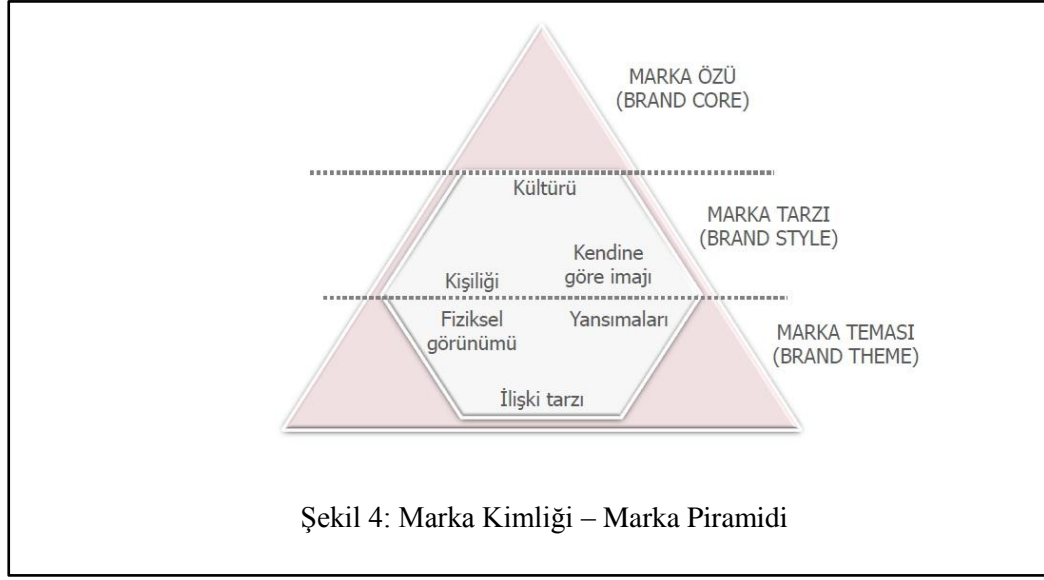 MARKA ÖZÜ
(BRAND CORE)
Kültürü
MARKA TARZI
(BRAND STYLE)
Kendine
göre imajı
Kişiliği
Fiziksel
görünümü
Yansımaları
MARKA TEMASI
(BRAND THEME)
İlişki tarzı
Şekil 4: Marka Kimliği – Marka Piramidi